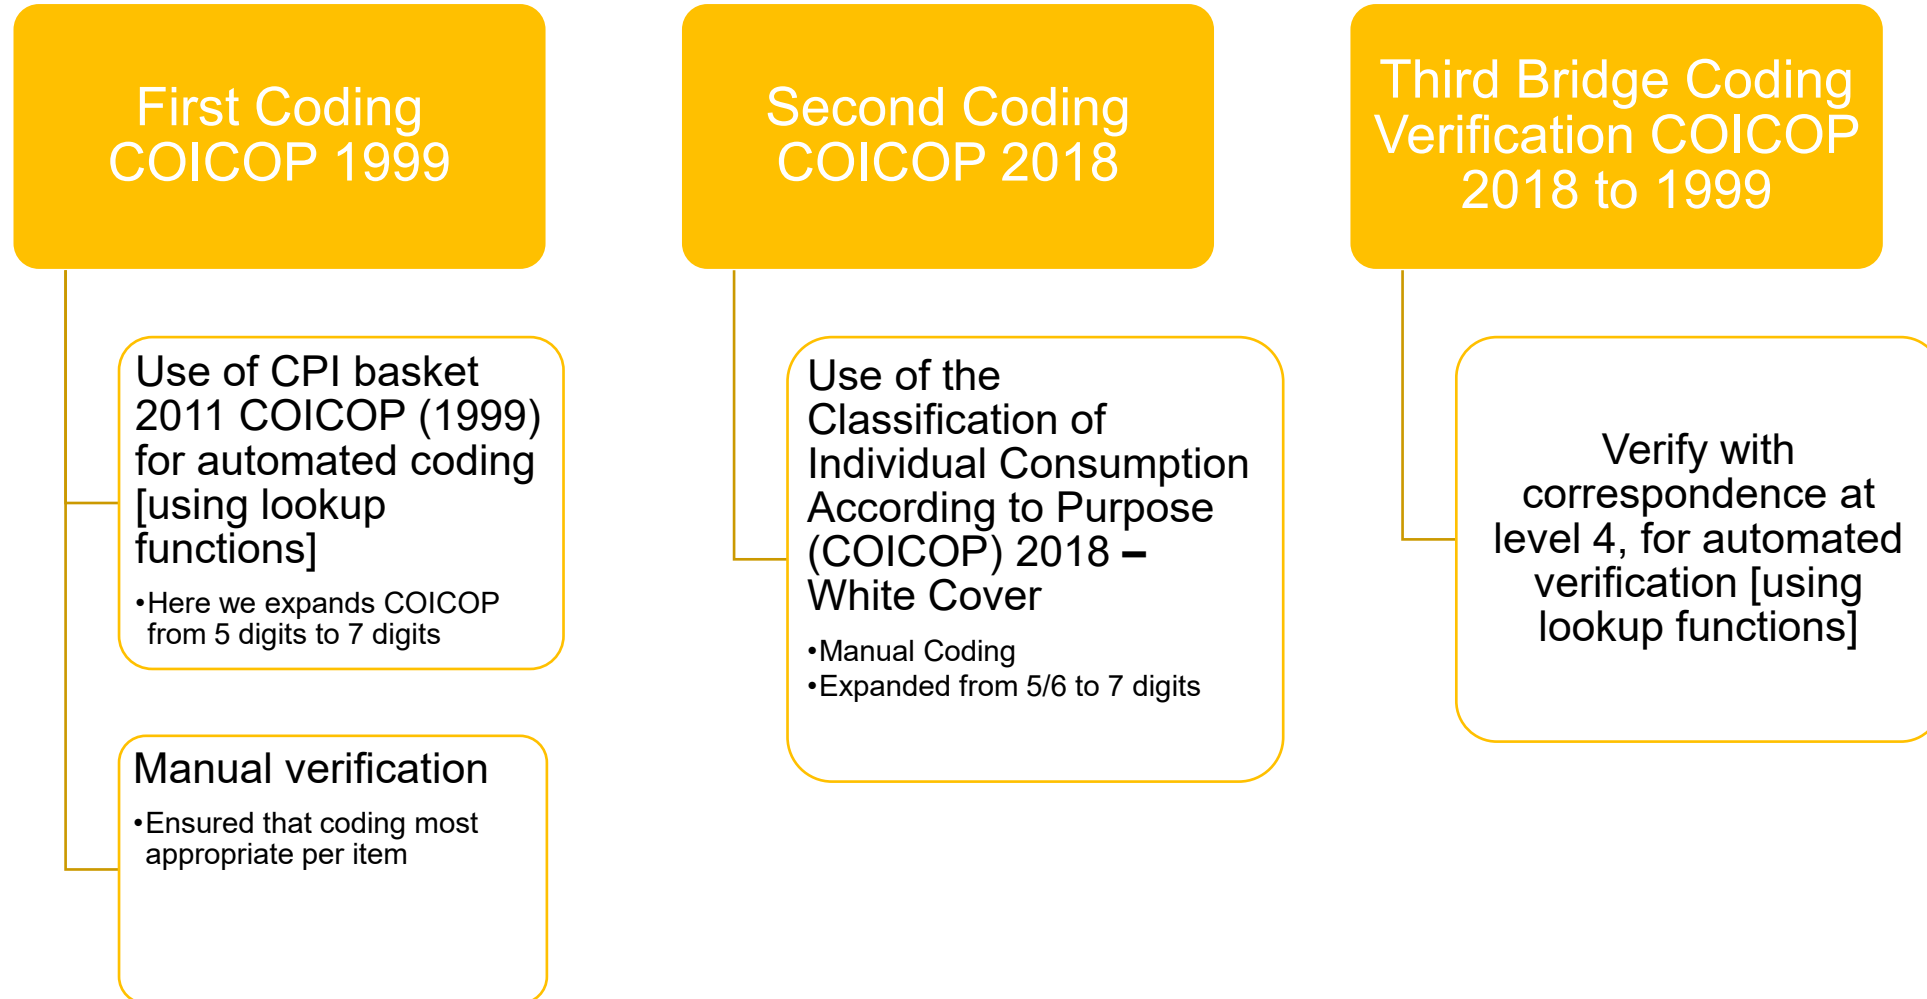 First Coding
COICOP 1999
Use of CPI basket
2011 COICOP (1999)
for automated coding
[using lookup
functions]
•Here we expands COICOP
from 5 digits to 7 digits
Manual verification
•Ensured that coding most
appropriate per item
Second Coding
COICOP 2018
Use of the
Classification of
Individual Consumption
According to Purpose
(COICOP) 2018 –
White Cover
•Manual Coding
•Expanded from 5/6 to 7 digits
Third Bridge Coding
Verification COICOP
2018 to 1999
Verify with
correspondence at
level 4, for automated
verification [using
lookup functions]